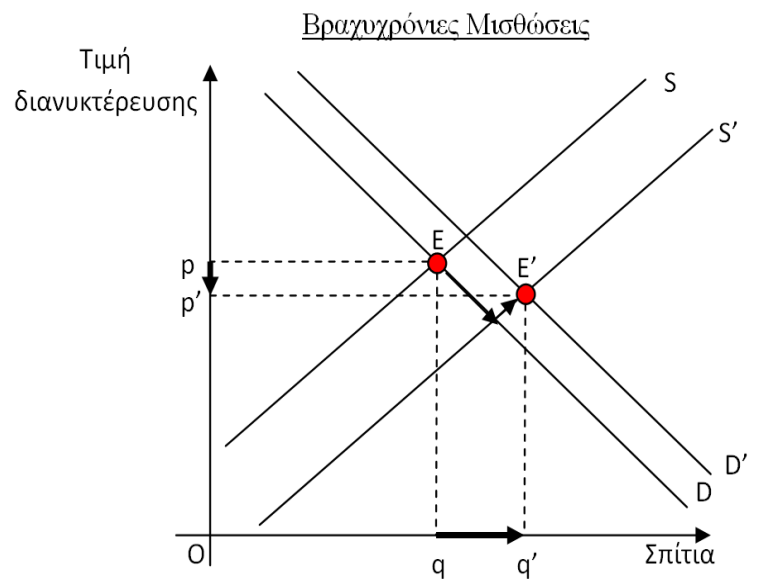 Βραχυχρόνιες Μισθώσεις
Τιμή
διανυκτέρευσης
S
S’
E
E’
p
p’
D’
D
O
q
q’
Σπίτια